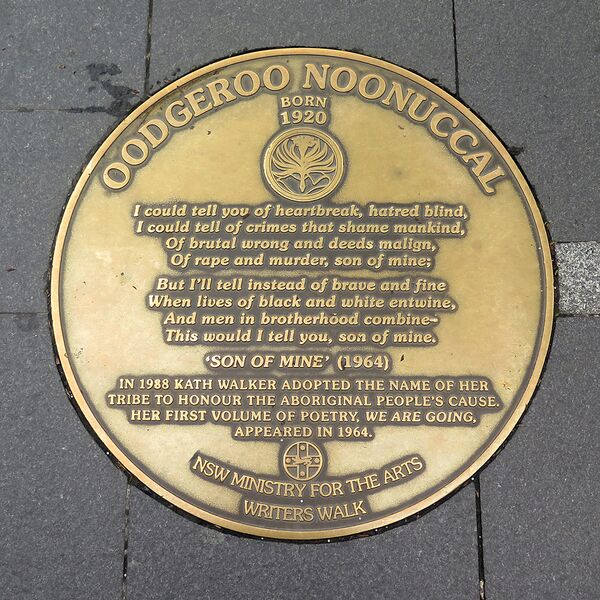 OODGEROO NOONUCCAL
BORN
1920
I could tell you of heartbreak, hatred blind,
I could tell of crimes that shame mankind,
Of brutal wrong and deeds malign,
Of rape and murder, son of mine;
But I'll tell instead of brave and fine
When lives of black and white entwine,
And men in brotherhood combine-
This would I tell you, son of mine.
'SON OF MINE' (1964)
IN 1988 KATH WALKER ADOPTED THE NAME OF HER
TRIBE TO HONOUR THE ABORIGINAL PEOPLE'S CAUSE.
HER FIRST VOLUME OF POETRY, WE ARE GOING,
APPEARED IN 1964.
NSW MINISTRY FOR THE ARTS
WRITERS WALK